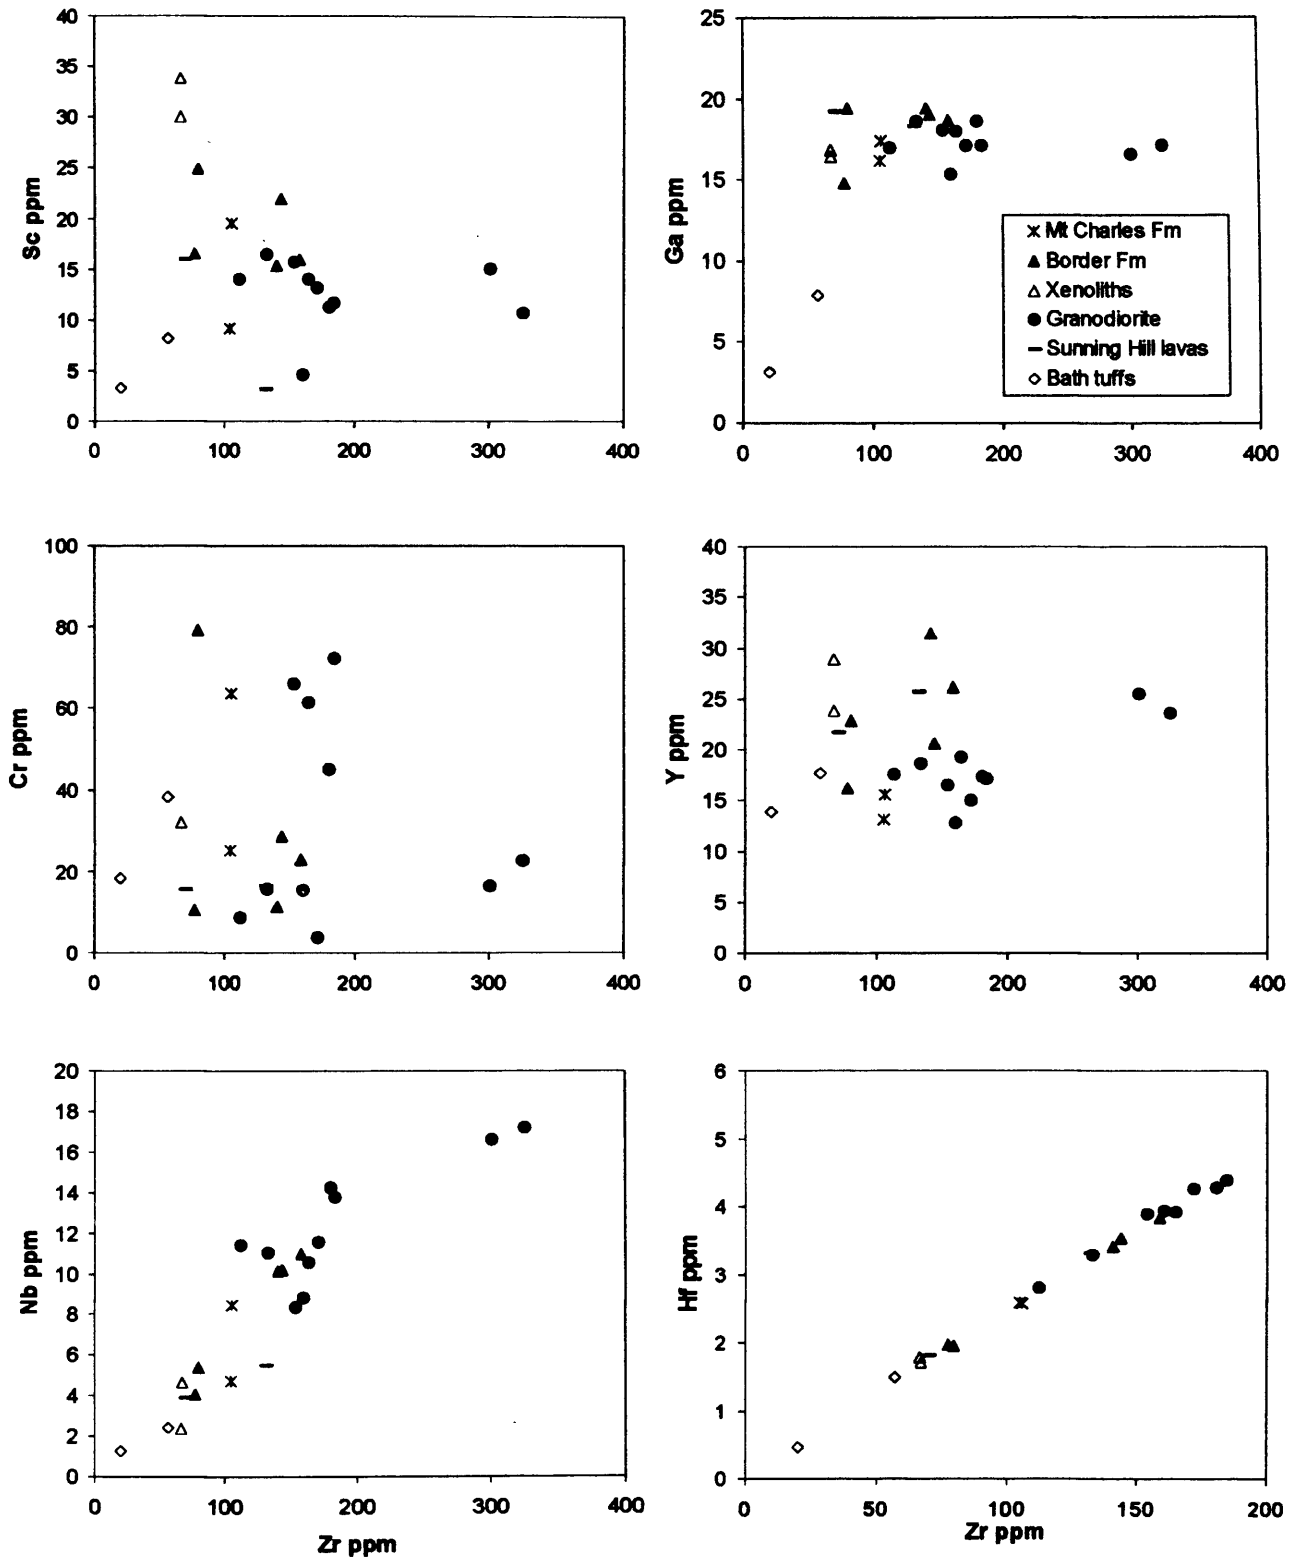 40
35
30
25
20
15
10
5
0
Sc ppm
0 100 200 300 400
25
20
15
10
5
0
Ga ppm
0 100 200 300 400
Mt Charles Fm
Border Fm
Xenoliths
Granodiorite
Sunning Hill lavas
Bath tuffs
100
80
60
40
20
0
Cr ppm
0 100 200 300 400
40
35
30
25
20
15
10
5
0
Y ppm
0 100 200 300 400
20
18
16
14
12
10
8
6
4
2
0
Nb ppm
0 100 200 300 400
Zr ppm
6
5
4
3
2
1
0
Hf ppm
0 50 100 150 200
Zr ppm